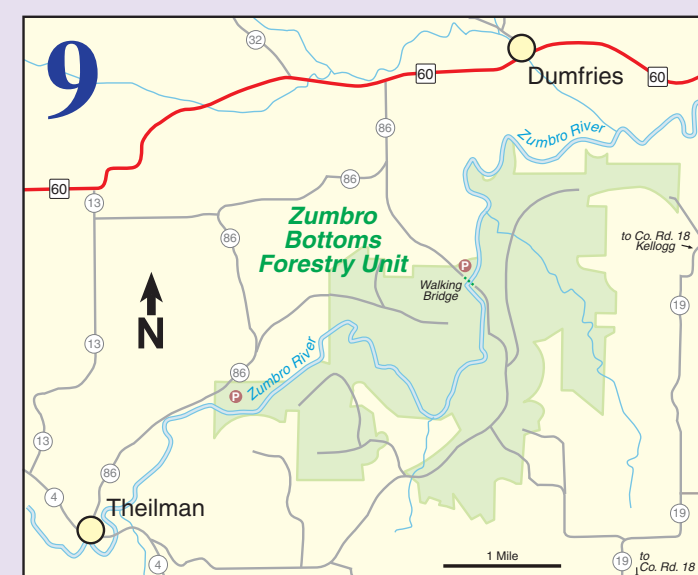 9
32
60
Dumfries
60
Zumbro River
86
60
13
86
Zumbro
Bottoms
Forestry Unit
86
to Co. Rd. 18
Kellogg
P
Walking
Bridge
19
N
13
86
Zumbro River
P
13
86
4
Theilman
19
4
1 Mile
19
to
Co. Rd. 18